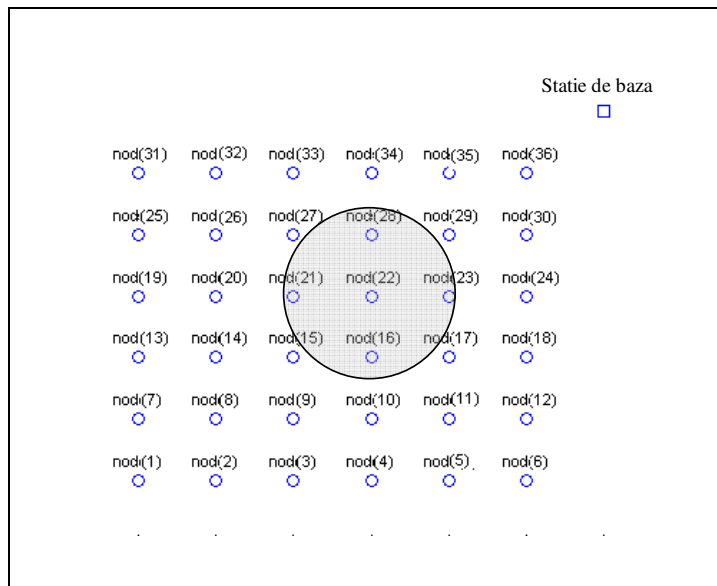 Statie de baza
nod(31) nod(32) nod(33) nod(34) nod(35) nod(36)
nod(25) nod(26) nod(27) nod(28) nod(29) nod(30)
nod(19) nod(20) nod(21) nod(22) nod(23) nod(24)
nod(13) nod(14) nod(15) nod(16) nod(17) nod(18)
nod(7) nod(8) nod(9) nod(10) nod(11) nod(12)
nod(1) nod(2) nod(3) nod(4) nod(5) nod(6)